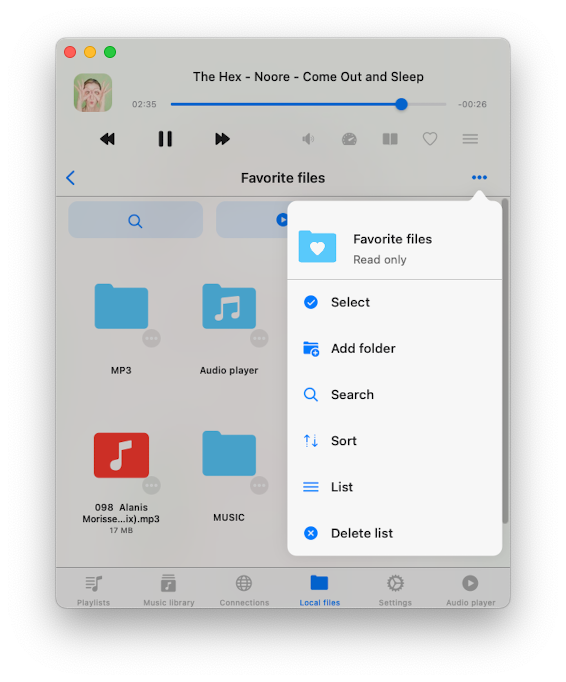 The Hex - Noore - Come Out and Sleep
02:35
-00:26
Favorite files
Favorite files
Read only
Select
Add folder
Search
Sort
List
Delete list
MP3
Audio player
098 Alanis
Morisse...ix).mp3
17 MB
MUSIC
Playlists
Music library
Connections
Local files
Settings
Audio player